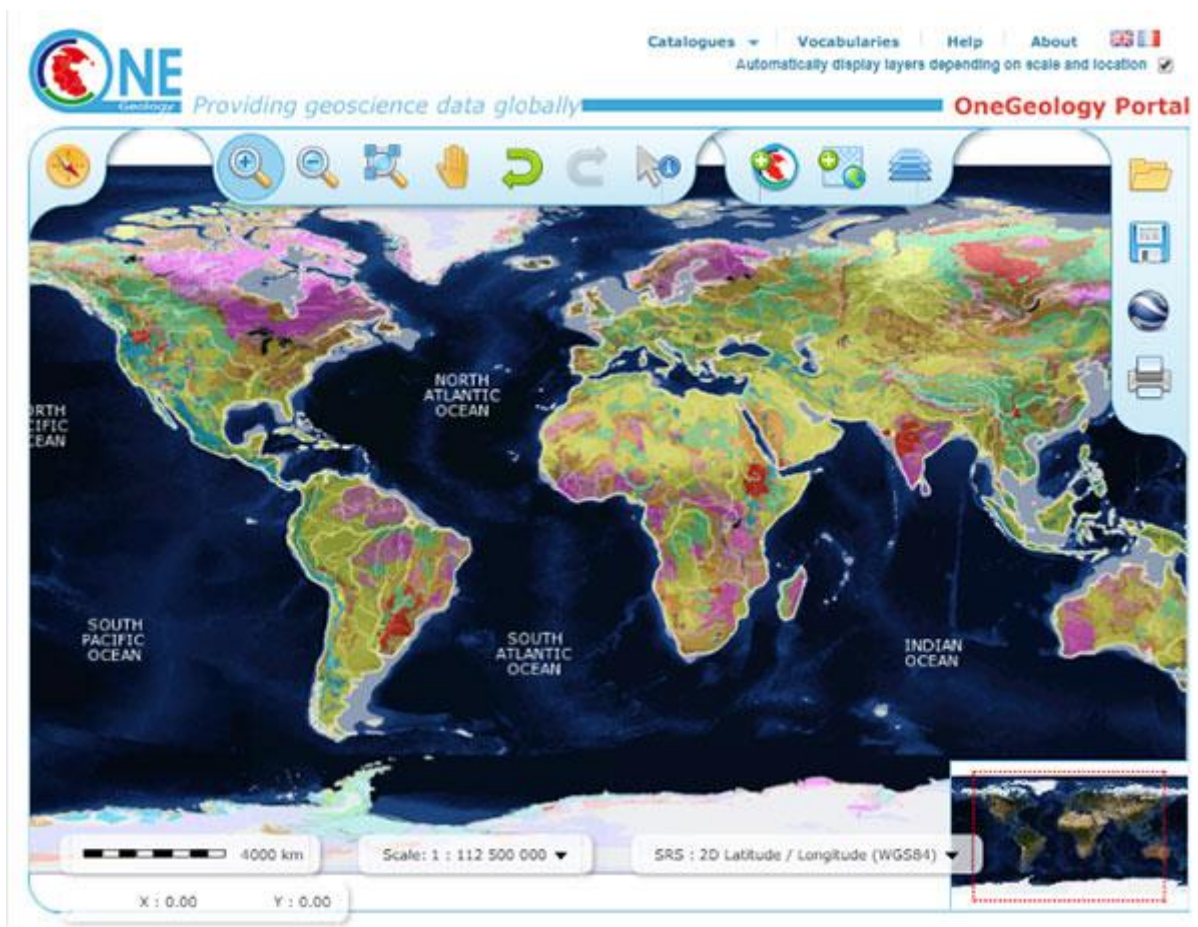 ONE
Geology
Providing geoscience data globally
Catalogues
Vocabularies
Help
About
Automatically display layers depending on scale and location
OneGeology Portal
NORTH
ATLANTIC
OCEAN
ORTH
CIFIC
CEAN
SOUTH
PACIFIC
OCEAN
SOUTH
ATLANTIC
OCEAN
INDIAN
OCEAN
4000 km
Scale: 1 : 112 500 000
SRS : 2D Latitude / Longitude (WGS84)
X : 0.00
Y : 0.00